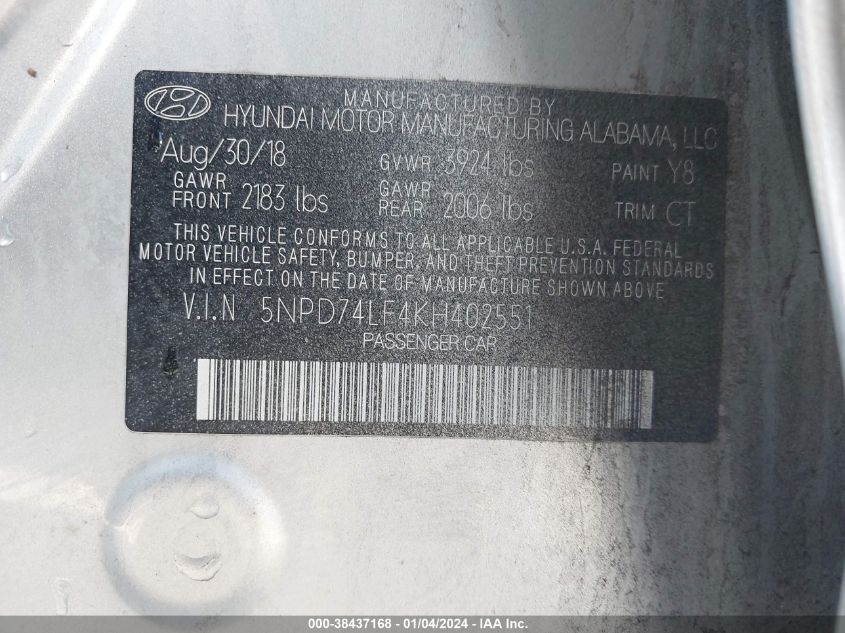 MANUFACTURED BY
HYUNDAI MOTOR MANUFACTURING ALABAMA, LLC
Aug/30/18 GVWR 3924 lbs PAINT Y8
GAWR FRONT 2183 lbs GAWR REAR 2006 lbs TRIM CT
THIS VEHICLE CONFORMS TO ALL APPLICABLE U.S.A. FEDERAL
MOTOR VEHICLE SAFETY, BUMPER, AND THEFT PREVENTION STANDARDS
IN EFFECT ON THE DATE OF MANUFACTURE SHOWN ABOVE.
V.I.N 5NPD74LF4KH402551
PASSENGER CAR
000-38437168 - 01/04/2024 - IAA Inc.